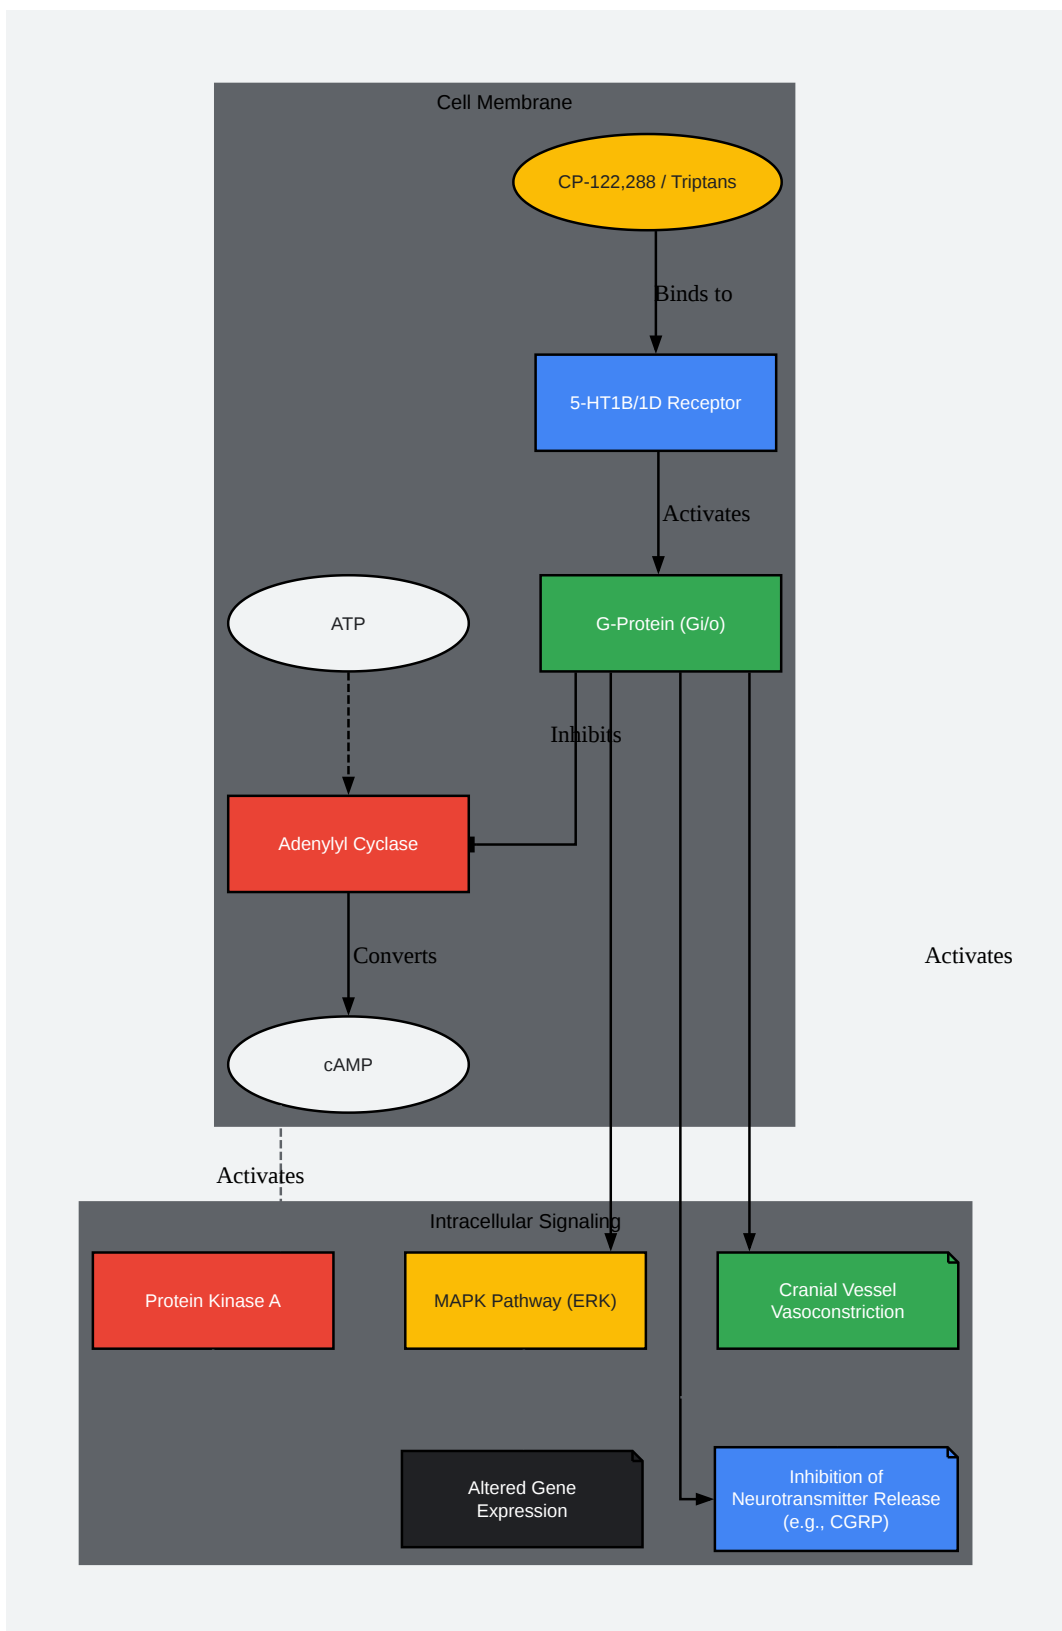 Cell Membrane
CP-122,288 / Triptans
Binds to
5-HT1B/1D Receptor
Activates
ATP
G-Protein (Gi/o)
Inhibits
Adenylyl Cyclase
Converts
Activates
cAMP
Activates
Intracellular Signaling
Protein Kinase A
MAPK Pathway (ERK)
Cranial Vessel
Vasoconstriction
Altered Gene
Expression
Inhibition of
Neurotransmitter Release
(e.g., CGRP)